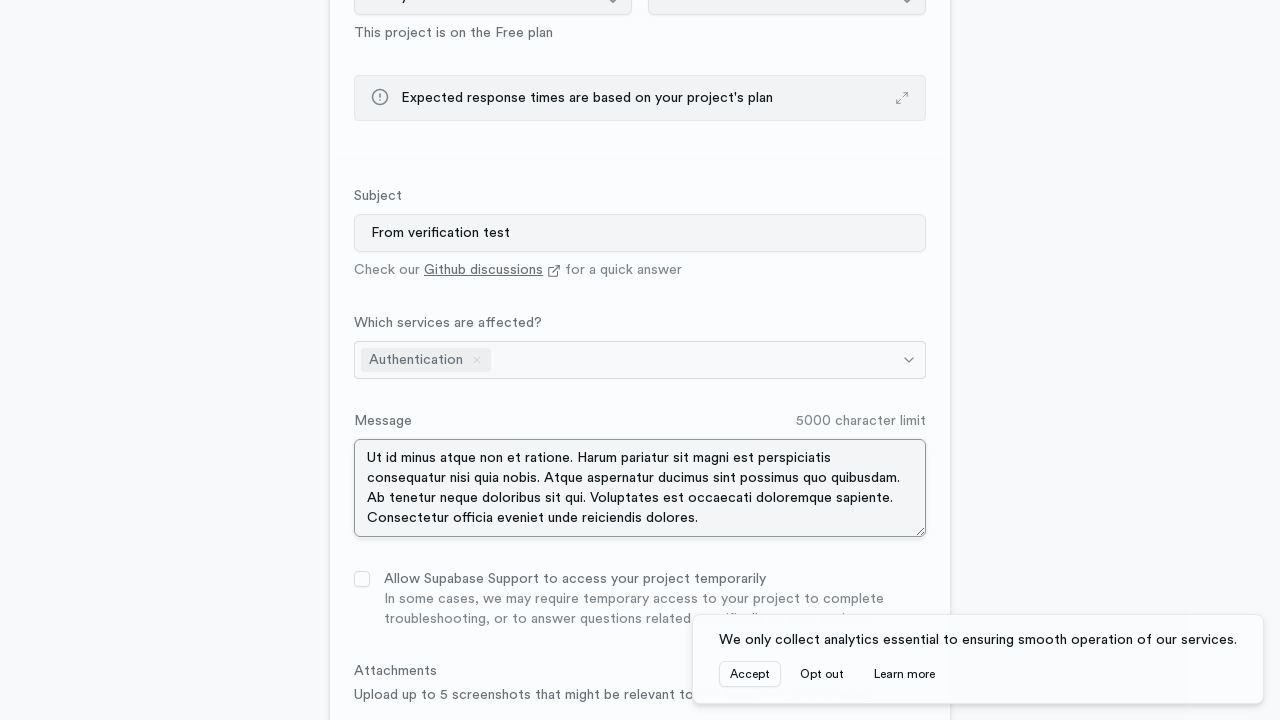 This project is on the Free plan
Expected response times are based on your project's plan
Subject
From verification test
Check our Github discussions for a quick answer
Which services are affected?
Authentication
Message
5000 character limit
Ut id minus atque non et ratione. Harum pariatur sit magni est perspiciatis
consequatur nisi quia nobis. Atque aspernatur ducimus sint possimus quo quibusdam.
Ab tenetur neque doloribus sit qui. Voluptates est occaecati doloremque sapiente.
Consectetur officia eveniet unde reiciendis dolores.
Allow Supabase Support to access your project temporarily
In some cases, we may require temporary access to your project to complete
troubleshooting, or to answer questions related
We only collect analytics essential to ensuring smooth operation of our services.
Accept
Opt out
Learn more
Attachments
Upload up to 5 screenshots that might be relevant to